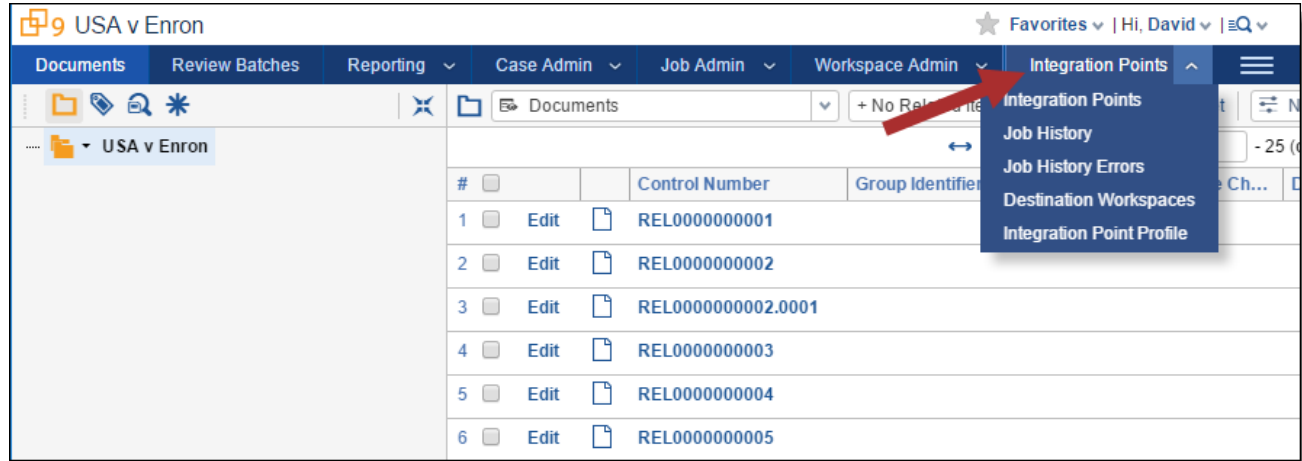 9 USA v Enron Favorites | Hi, David |
Documents Review Batches Reporting Case Admin Job Admin Workspace Admin Integration Points
Documents + No
Integration Points
Job History
Job History Errors
Destination Workspaces
Integration Point Profile
USA v Enron
- 25
# Control Number Group Identifier Ch...
1 Edit REL0000000001
2 Edit REL0000000002
3 Edit REL0000000002.0001
4 Edit REL0000000003
5 Edit REL0000000004
6 Edit REL0000000005